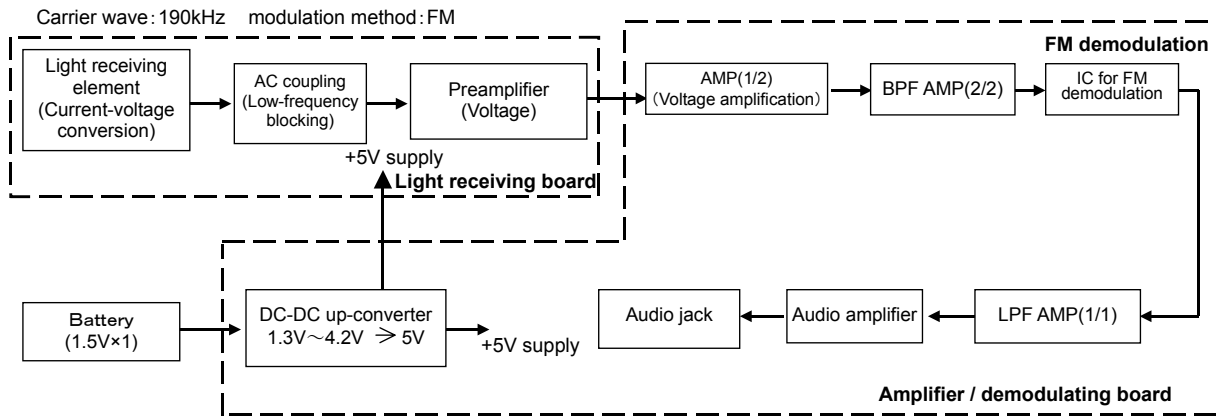 Carrier wave：190kHz modulation method：FM
Light receiving
element
(Current-voltage
conversion)
AC coupling
(Low-frequency
blocking)
Preamplifier
(Voltage)
+5V supply
Light receiving board
FM demodulation
AMP(1/2)
（Voltage amplification）
BPF AMP(2/2)
IC for FM
demodulation
Battery
(1.5V×1)
DC-DC up-converter
1.3V～4.2V ⇒ 5V
+5V supply
Audio jack
Audio amplifier
LPF AMP(1/1)
Amplifier / demodulating board